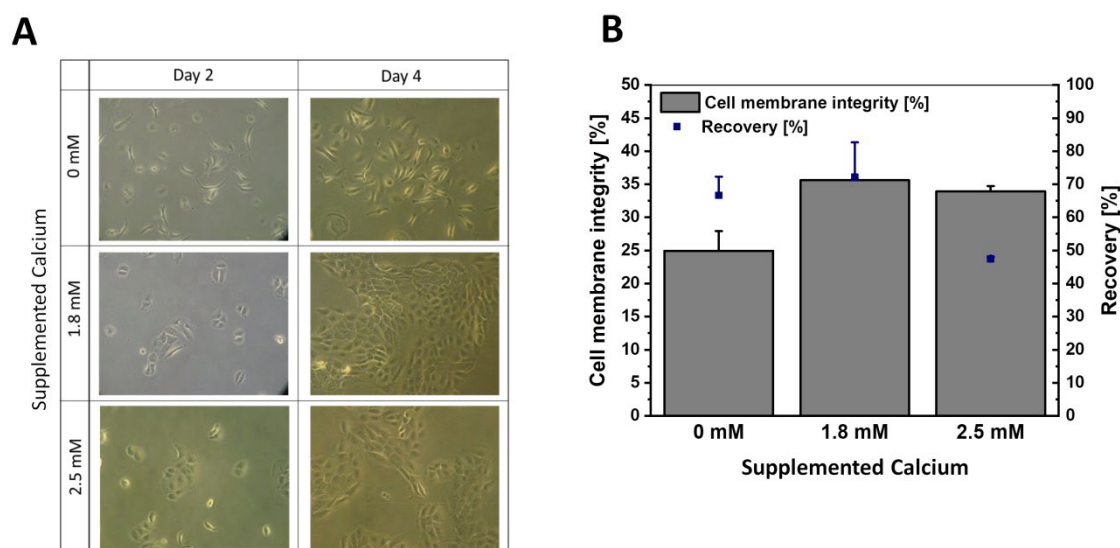 A
Day 2
Day 4
Supplemented Calcium
0 mM
1.8 mM
2.5 mM
B
Cell membrane integrity [%]
50
45
40
35
30
25
20
15
10
5
0
Cell membrane integrity [%]
Recovery [%]
100
90
80
70
60
50
40
30
20
10
0
Recovery [%]
0 mM
1.8 mM
2.5 mM
Supplemented Calcium